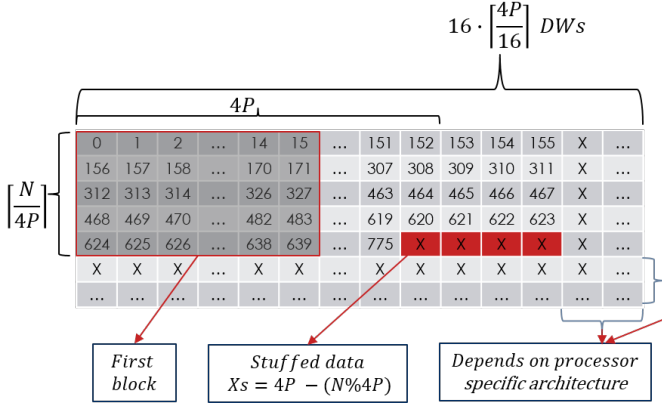 16 · ⌈4P/16⌉ DWs
4P
0 1 2 ... 14 15 ... 151 152 153 154 155 X ...
156 157 158 ... 170 171 ... 307 308 309 310 311 X ...
⌈N/4P⌉
312 313 314 ... 326 327 ... 463 464 465 466 467 X ...
468 469 470 ... 482 483 ... 619 620 621 622 623 X ...
624 625 626 ... 638 639 ... 775 X X X X X ...
X X X ... X X ... X X X X X X ...
... ... ... ... ... ... ... ... ... ... ... ... ... ...
First
block
Stuffed data
Xs = 4P − (N%4P)
Depends on processor
specific architecture